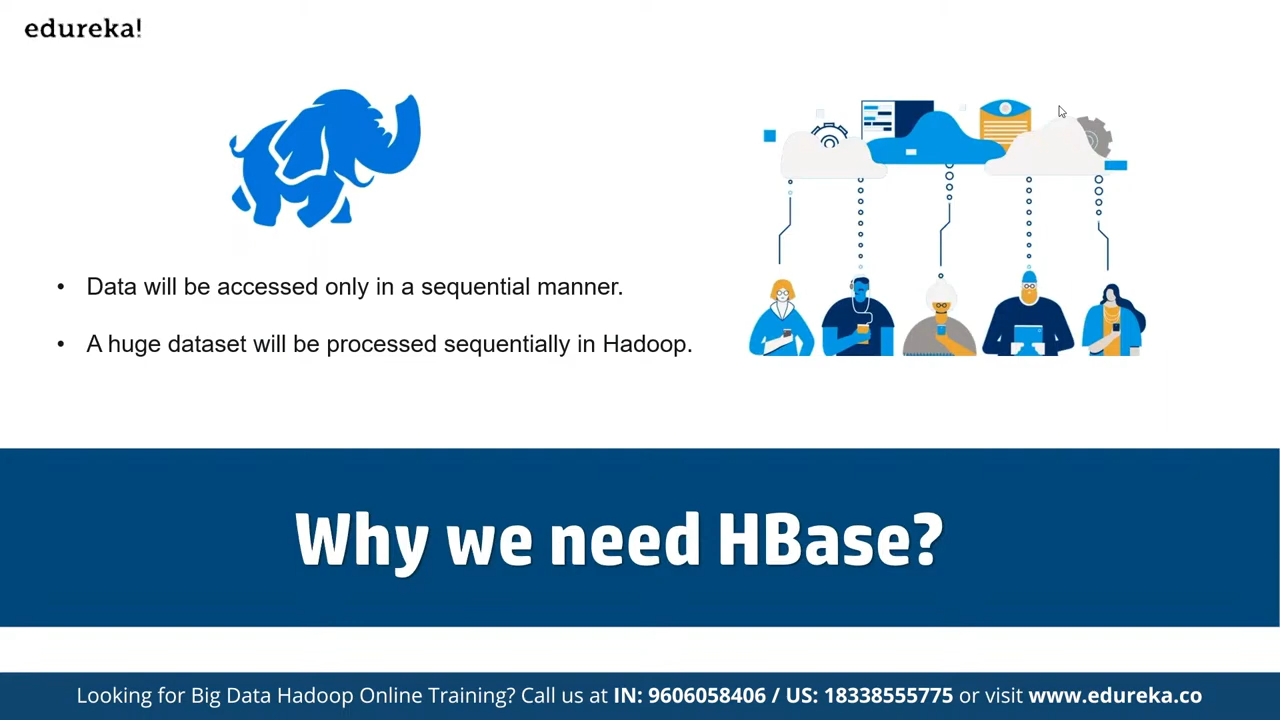 edureka!
• Data will be accessed only in a sequential manner.
• A huge dataset will be processed sequentially in Hadoop.
Why we need HBase?
Looking for Big Data Hadoop Online Training? Call us at IN: 9606058406 / US: 18338555775 or visit www.edureka.co